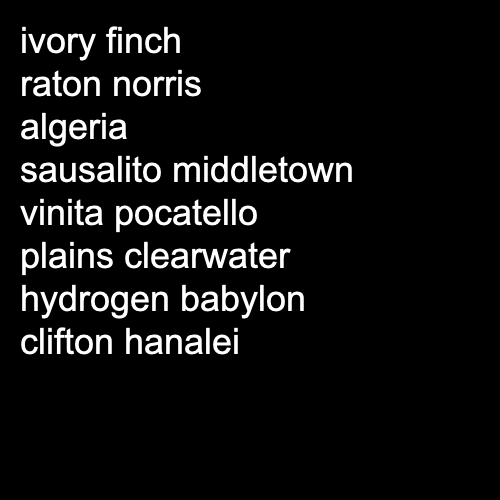 ivory finch
raton norris
algeria
sausalito middletown
vinita pocatello
plains clearwater
hydrogen babylon
clifton hanalei